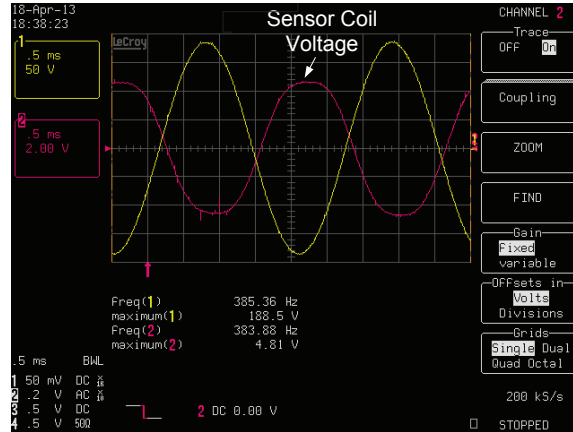 18-Apr-13
18:38:23
1
.5 ms
50 V
2
.5 ms
2.00 V
LeCroy
Sensor Coil
Voltage
1
Freq(1) 385.36 Hz
maximum(1) 188.5 V
Freq(2) 383.88 Hz
maximum(2) 4.81 V
.5 ms BWL
1 50 mV DC X10
2 .2 V AC X10
3 .5 V DC
4 .5 V 50Ω
2 DC 0.00 V
CHANNEL 2
Trace
OFF On
Coupling
ZOOM
FIND
Gain
Fixed
variable
OFFsets in
Volts
Divisions
Grids
Single Dual
Quad Octal
200 kS/s
STOPPED